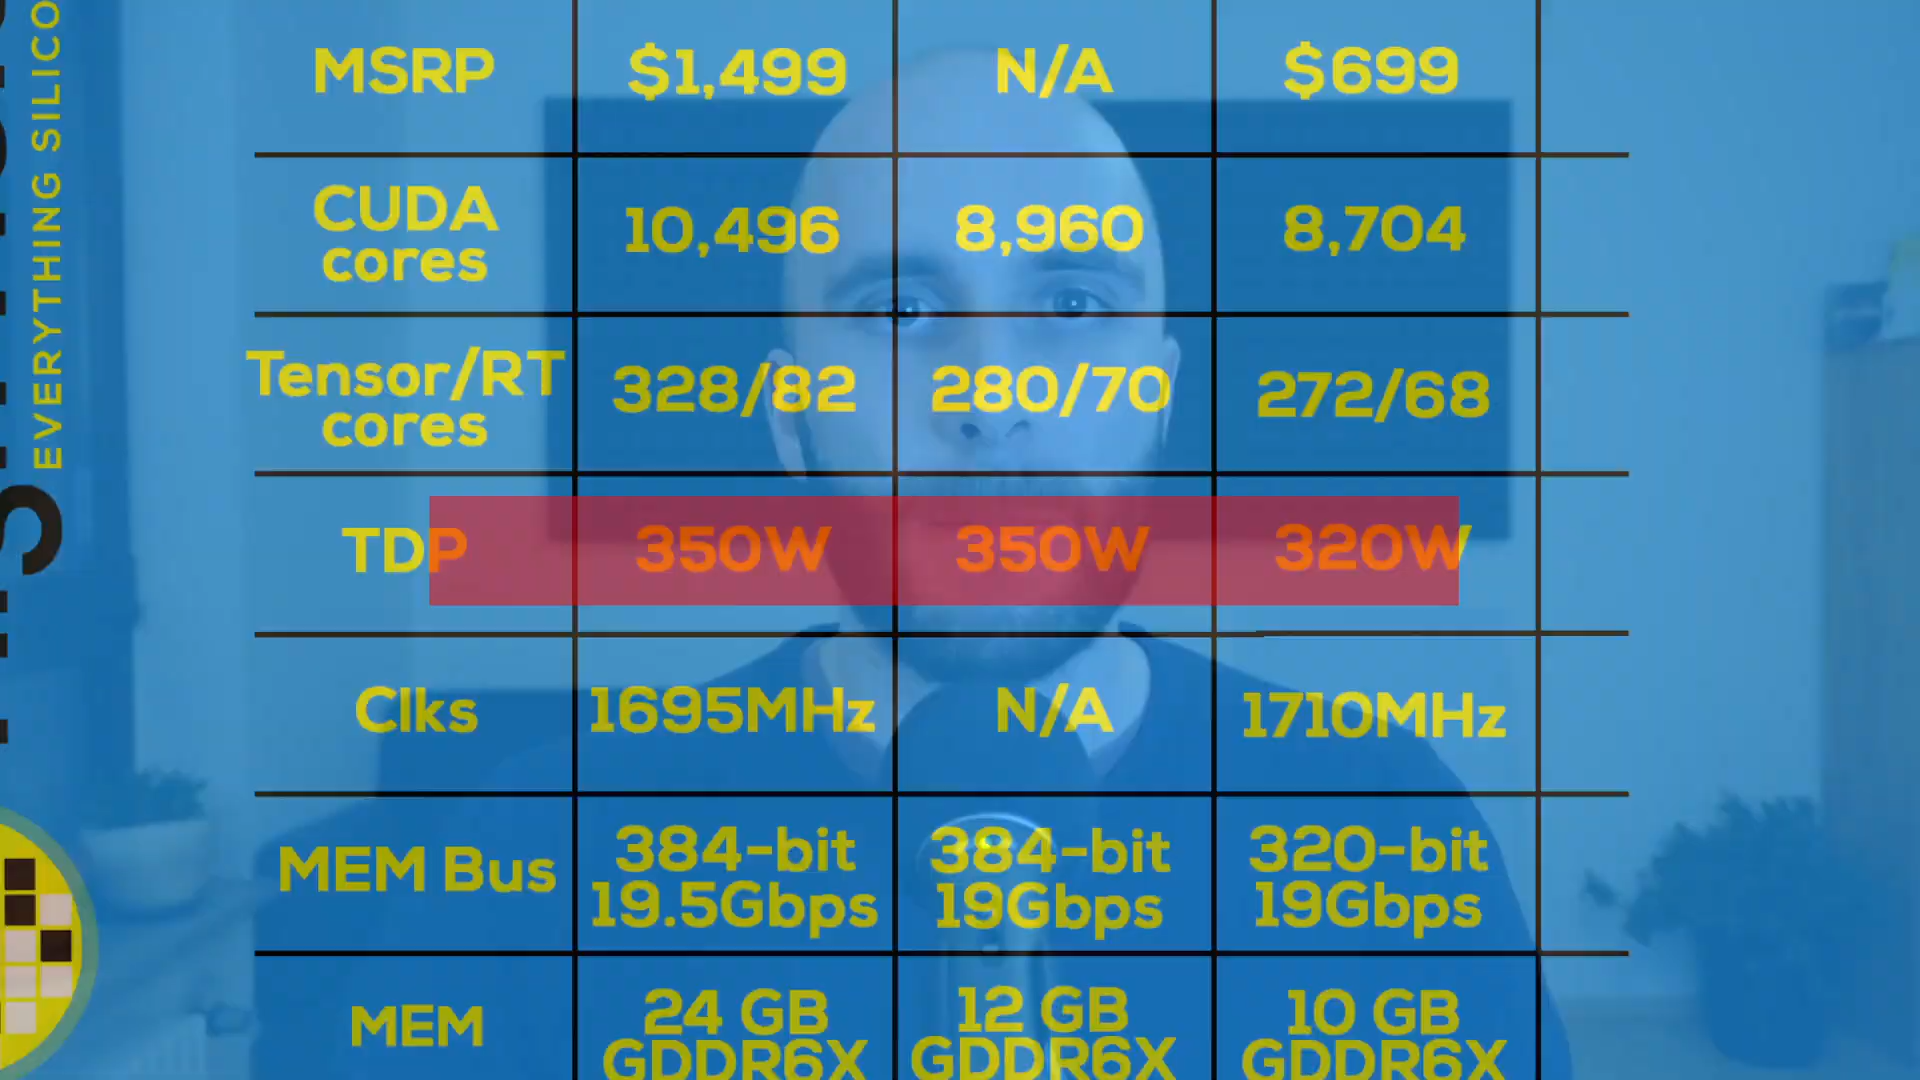 EVERYTHING SILICO
MSRP $1,499 N/A $699
CUDA cores 10,496 8,960 8,704
Tensor/RT cores 328/82 280/70 272/68
TDP 350W 350W 320W
Clks 1695MHz N/A 1710MHz
MEM Bus 384-bit 19.5Gbps 384-bit 19Gbps 320-bit 19Gbps
MEM 24 GB GDDR6X 12 GB GDDR6X 10 GB GDDR6X